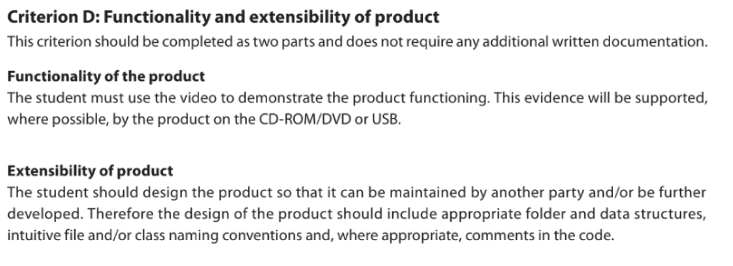 Criterion D: Functionality and extensibility of product
This criterion should be completed as two parts and does not require any additional written documentation.
Functionality of the product
The student must use the video to demonstrate the product functioning. This evidence will be supported,
where possible, by the product on the CD-ROM/DVD or USB.
Extensibility of product
The student should design the product so that it can be maintained by another party and/or be further
developed. Therefore the design of the product should include appropriate folder and data structures,
intuitive file and/or class naming conventions and, where appropriate, comments in the code.